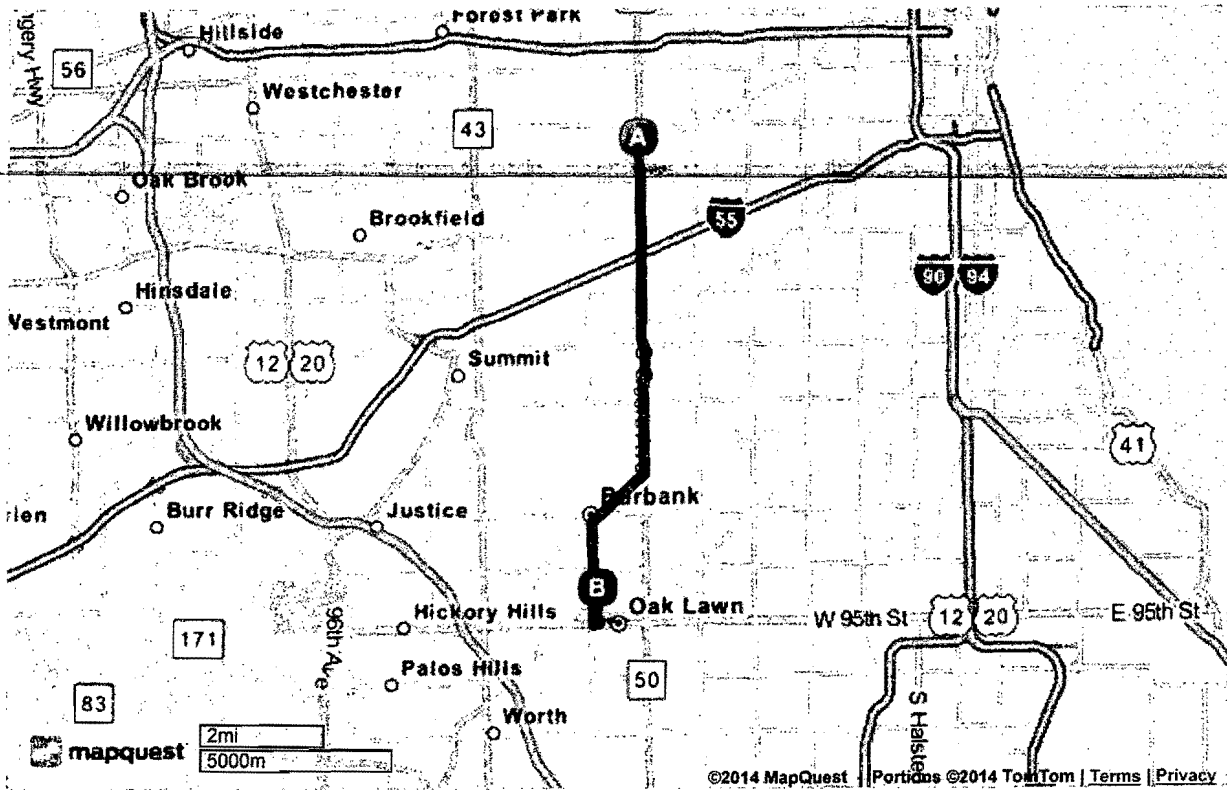 Forest Park
Hillside
56
Westchester
43
A
Oak Brook
Brookfield
55
90 94
Hinsdale
Westmont
12 20
Summit
Willowbrook
41
Burbank
Burr Ridge
Justice
B
Hickory Hills
Oak Lawn
W 95th St
12 20
E 95th St
171
96th Ave
Palos Hills
50
83
Worth
S Halsted
mapquest
2mi
5000m
©2014 MapQuest Portions ©2014 TomTom | Terms | Privacy